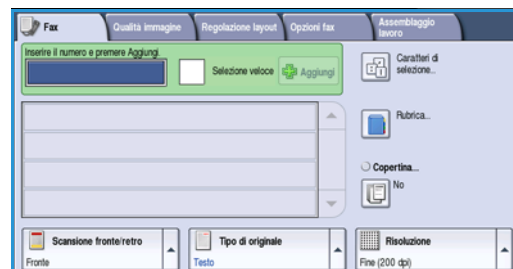 Fax
Qualità immagine
Regolazione layout
Opzioni fax
Assemblaggio
lavoro
Inserire il numero e premere Aggiungi.
Selezione veloce
Aggiungi
Caratteri di
selezione...
Rubrica...
Copertina...
No
Scansione fronte/retro
Fronte
Tipo di originale
Testo
Risoluzione
Fine (200 dpi)